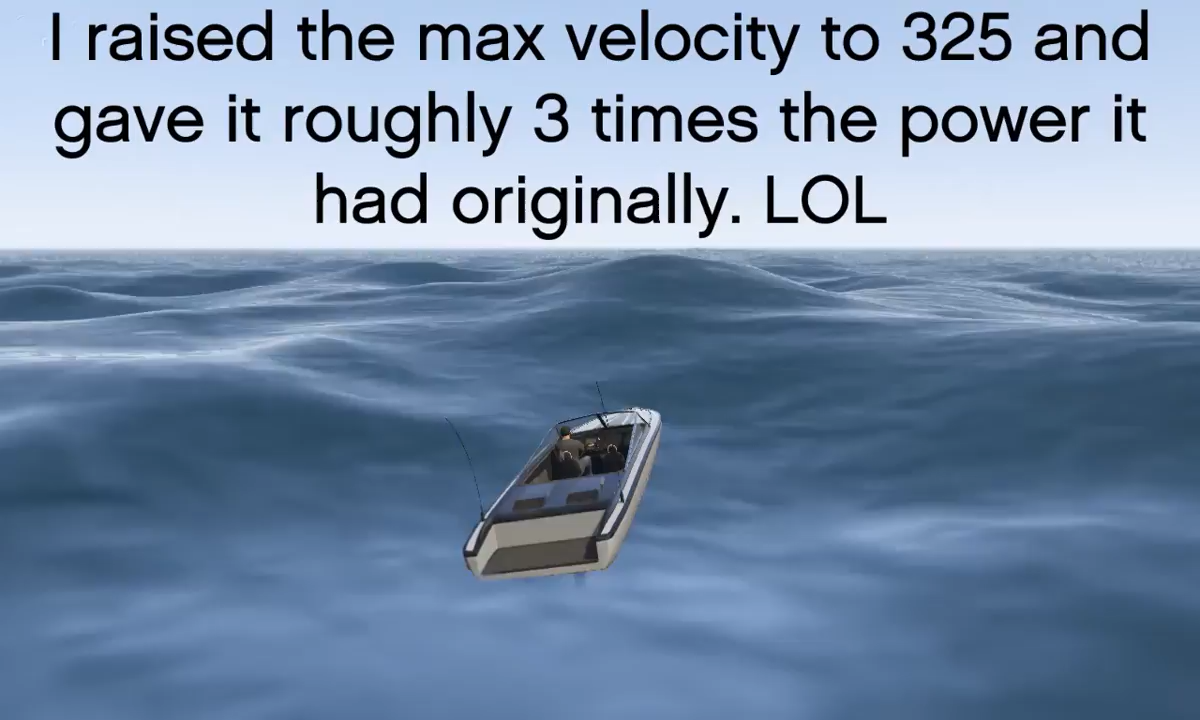 I raised the max velocity to 325 and
gave it roughly 3 times the power it
had originally. LOL